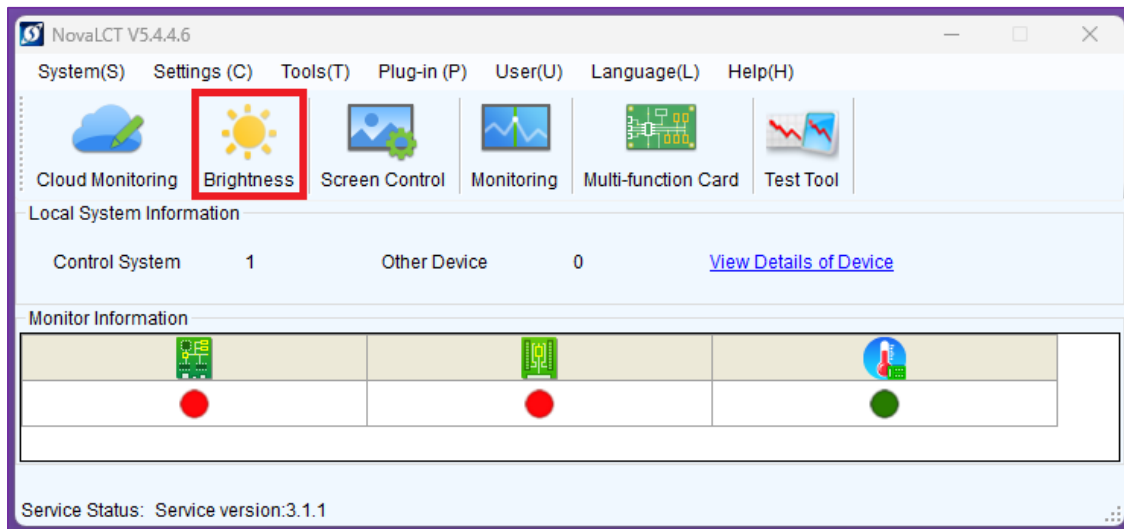 NovaLCT V5.4.4.6
System(S) Settings (C) Tools(T) Plug-in (P) User(U) Language(L) Help(H)
Cloud Monitoring Brightness Screen Control Monitoring Multi-function Card Test Tool
Local System Information
Control System 1 Other Device 0 View Details of Device
Monitor Information
Service Status: Service version:3.1.1